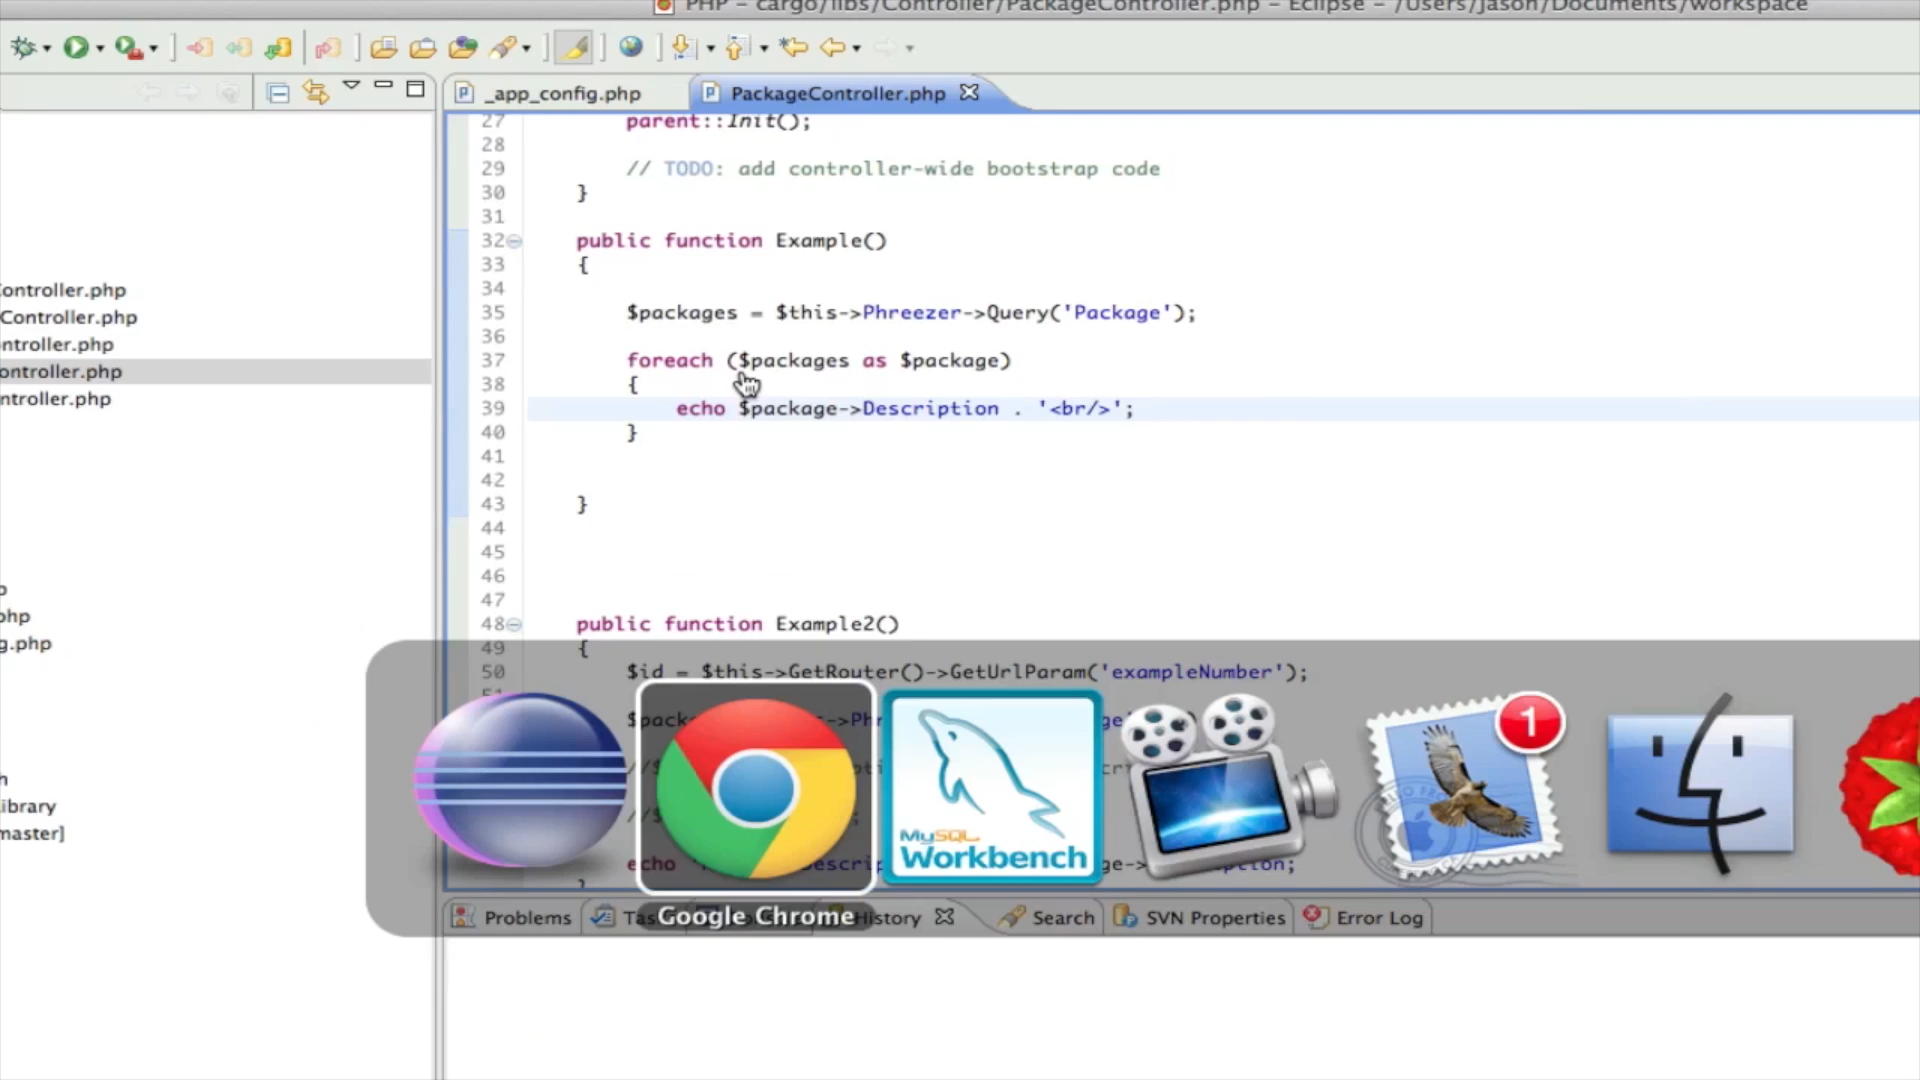 PHP - cargo/libs/Controller/PackageController.php - Eclipse - /Users/Jason/Documents/workspace
_app_config.php
PackageController.php
27 parent::Init();
28
29 // TODO: add controller-wide bootstrap code
30 }
31
32 public function Example()
33 {
34
35 $packages = $this->Phreezer->Query('Package');
36
37 foreach ($packages as $package)
38 {
39 echo $package->Description . '<br/>';
40 }
41
42
43 }
44
45
46
47
48 public function Example2()
49 {
50 $id = $this->GetRouter()->GetUrlParam('exampleNumber');
ontroller.php
Controller.php
ntroller.php
ontroller.php
ntroller.php
php
g.php
ibrary
master]
echo
MySQL
Workbench
1
Google Chrome
Problems
History
Search
SVN Properties
Error Log